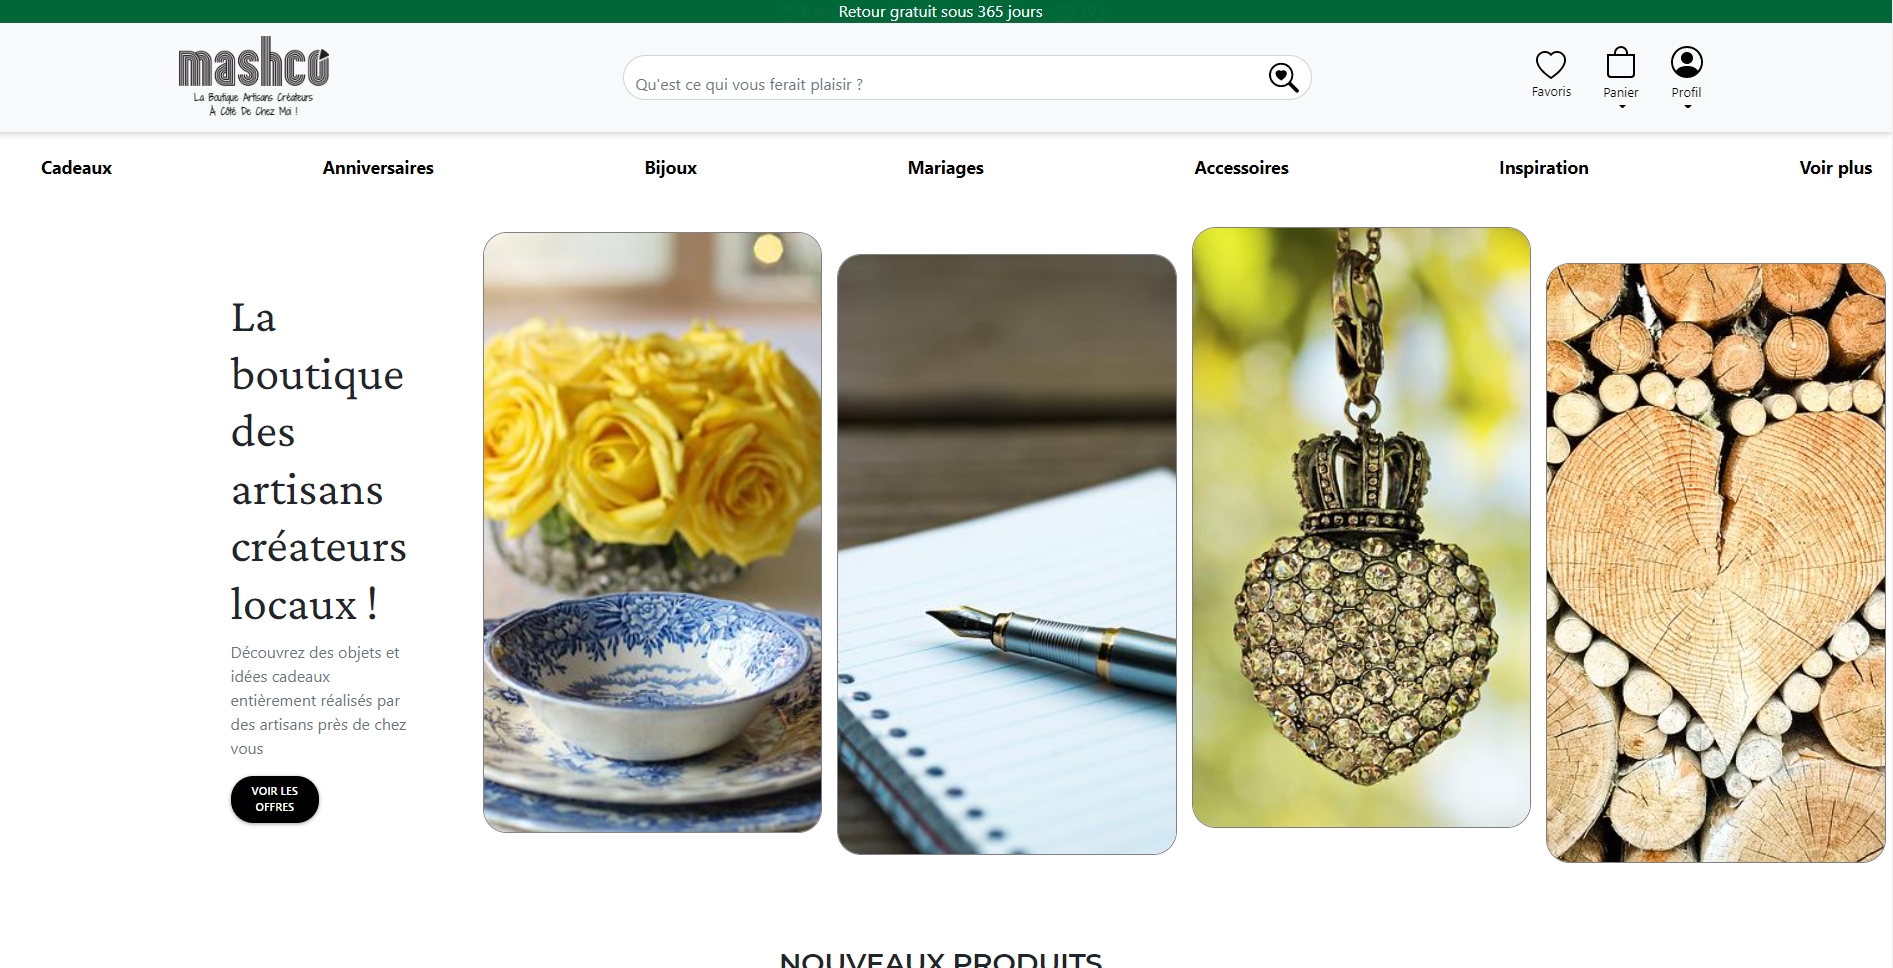 Retour gratuit sous 365 jours
mashco
La Boutique Artisans Créateurs
À Côté De Chez Moi !
Qu'est ce qui vous ferait plaisir ?
Favoris
Panier
Profil
Cadeaux
Anniversaires
Bijoux
Mariages
Accessoires
Inspiration
Voir plus
La
boutique
des
artisans
créateurs
locaux !
Découvrez des objets et
idées cadeaux
entièrement réalisés par
des artisans près de chez
vous
VOIR LES
OFFRES
NOUVEAUX PRODUITS